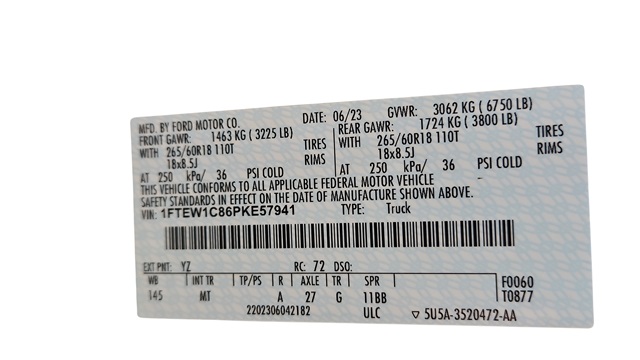 MFD. BY FORD MOTOR CO. DATE: 06/23 GVWR: 3062 KG ( 6750 LB)
FRONT GAWR: 1463 KG ( 3225 LB) REAR GAWR: 1724 KG ( 3800 LB)
WITH 265/60R18 110T TIRES WITH 265/60R18 110T TIRES
18x8.5J RIMS 18x8.5J RIMS
AT 250 kPa/ 36 PSI COLD AT 250 kPa/ 36 PSI COLD
THIS VEHICLE CONFORMS TO ALL APPLICABLE FEDERAL MOTOR VEHICLE
SAFETY STANDARDS IN EFFECT ON THE DATE OF MANUFACTURE SHOWN ABOVE.
VIN: 1FTEW1C86PKE57941 TYPE: Truck
EXT PNT: YZ RC: 72 DSO:
WB INT TR TP/PS R AXLE TR SPR F0060
145 MT A 27 G 11BB T0877
2202306042182 ULC ▽ 5U5A-3520472-AA